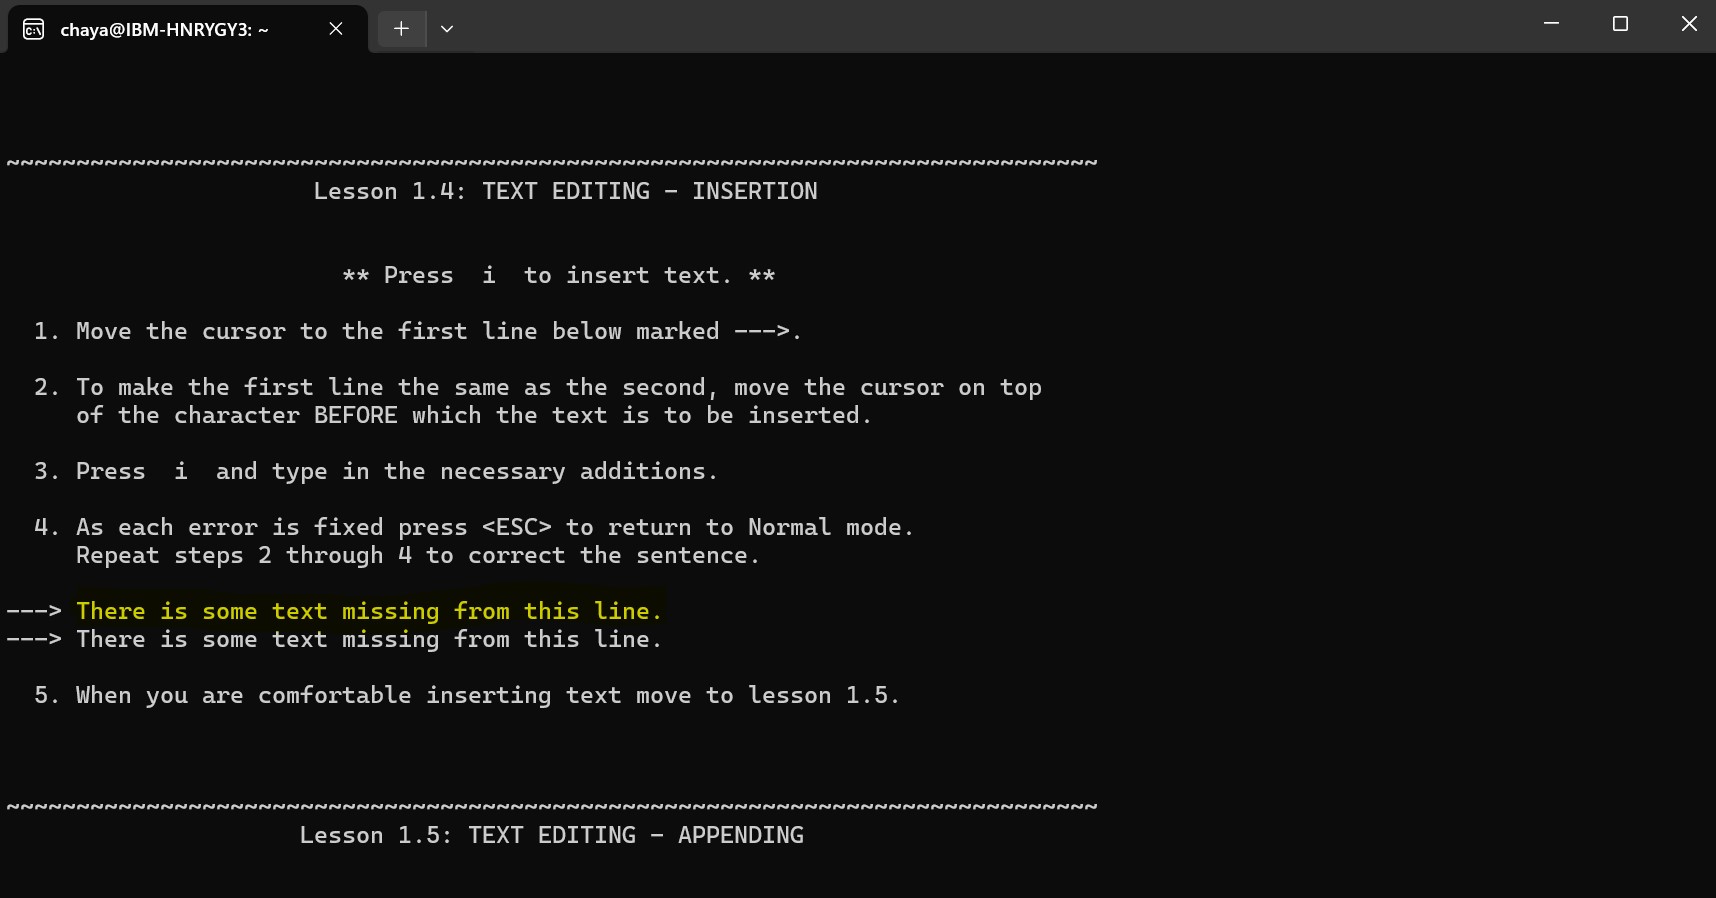 chaya@IBM-HNRYGY3: ~
~~~~~~~~~~~~~~~~~~~~~~~~~~~~~~~~~~~~~~~~~~~~~~~~~~~~~~~~~~~~~~~~~~~~~~~~~~~~~~
Lesson 1.4: TEXT EDITING - INSERTION
** Press  i  to insert text. **
1. Move the cursor to the first line below marked --->.
2. To make the first line the same as the second, move the cursor on top
of the character BEFORE which the text is to be inserted.
3. Press  i  and type in the necessary additions.
4. As each error is fixed press <ESC> to return to Normal mode.
Repeat steps 2 through 4 to correct the sentence.
---> There is some text missing from this line.
---> There is some text missing from this line.
5. When you are comfortable inserting text move to lesson 1.5.
~~~~~~~~~~~~~~~~~~~~~~~~~~~~~~~~~~~~~~~~~~~~~~~~~~~~~~~~~~~~~~~~~~~~~~~~~~~~~~
Lesson 1.5: TEXT EDITING - APPENDING